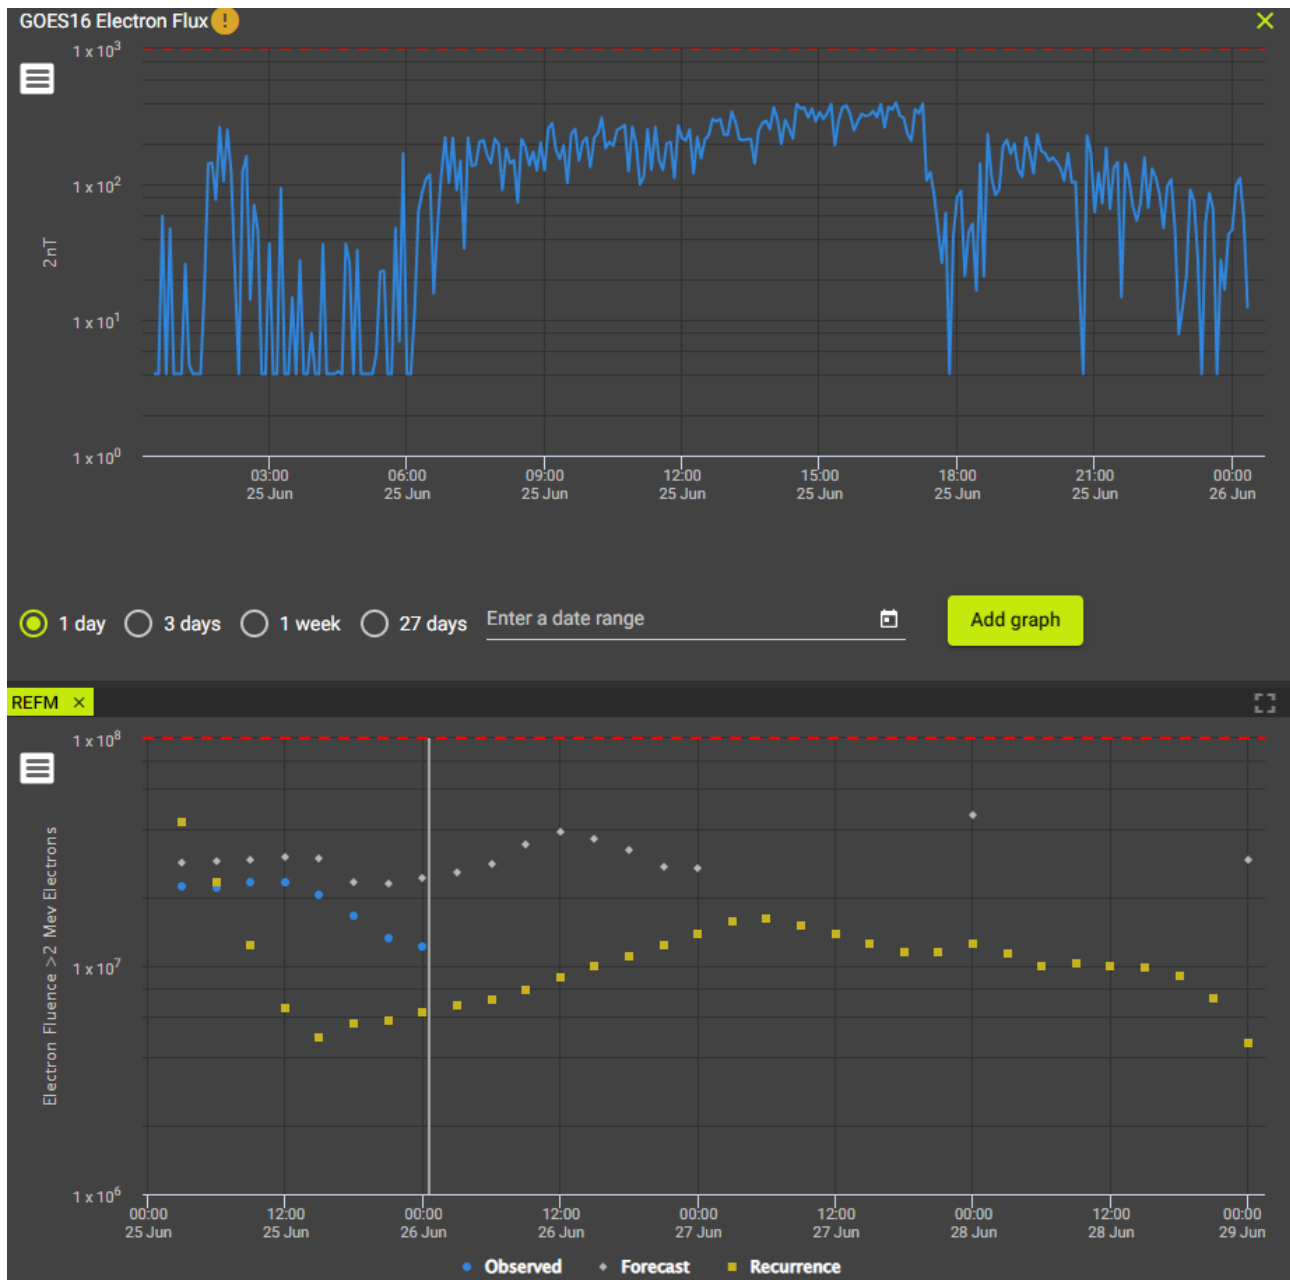 GOES16 Electron Flux !
1 x 10³
1 x 10²
2nT
1 x 10¹
1 x 10⁰
03:00 06:00 09:00 12:00 15:00 18:00 21:00 00:00
25 Jun 25 Jun 25 Jun 25 Jun 25 Jun 25 Jun 25 Jun 26 Jun
1 day 3 days 1 week 27 days Enter a date range Add graph
REFM ×
1 x 10⁸
Electron Fluence >2 Mev Electrons
1 x 10⁷
1 x 10⁶
00:00 12:00 00:00 12:00 00:00 12:00 00:00 12:00 00:00
25 Jun 25 Jun 26 Jun 26 Jun 27 Jun 27 Jun 28 Jun 28 Jun 29 Jun
Observed Forecast Recurrence